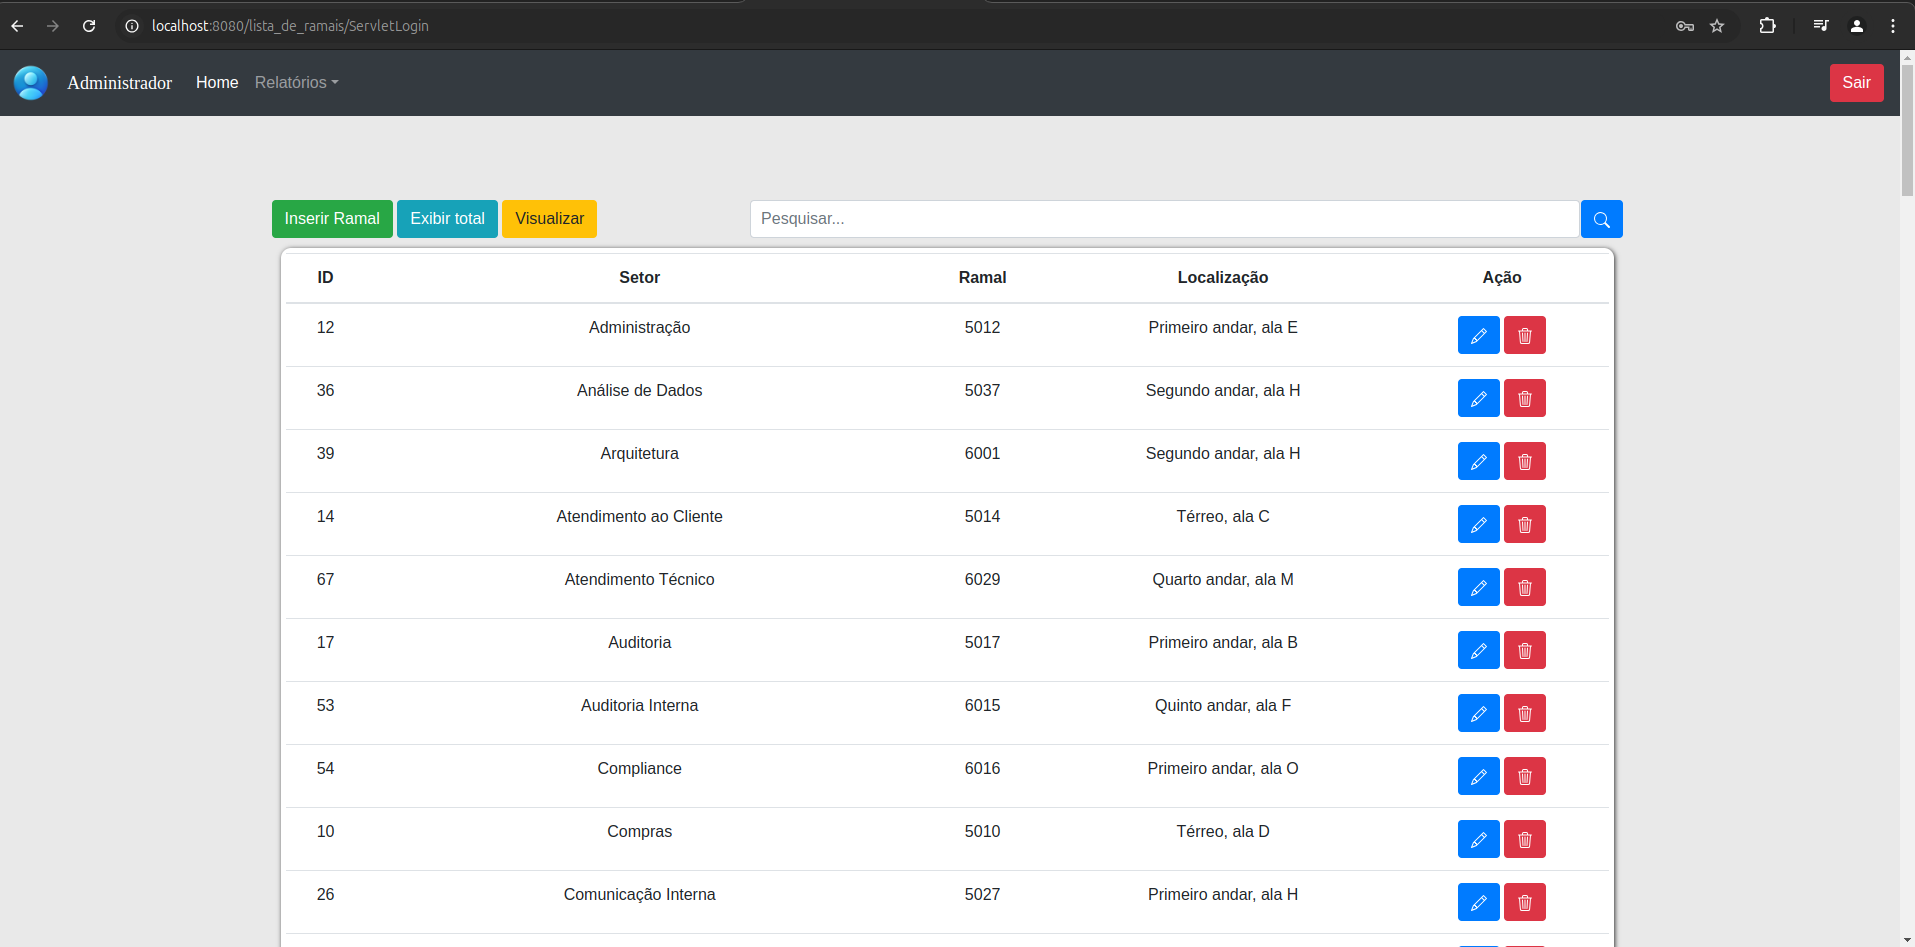 localhost:8080/lista_de_ramais/ServletLogin
Administrador Home Relatórios Sair
Inserir Ramal Exibir total Visualizar Pesquisar...
ID Setor Ramal Localização Ação
12 Administração 5012 Primeiro andar, ala E
36 Análise de Dados 5037 Segundo andar, ala H
39 Arquitetura 6001 Segundo andar, ala H
14 Atendimento ao Cliente 5014 Térreo, ala C
67 Atendimento Técnico 6029 Quarto andar, ala M
17 Auditoria 5017 Primeiro andar, ala B
53 Auditoria Interna 6015 Quinto andar, ala F
54 Compliance 6016 Primeiro andar, ala O
10 Compras 5010 Térreo, ala D
26 Comunicação Interna 5027 Primeiro andar, ala H